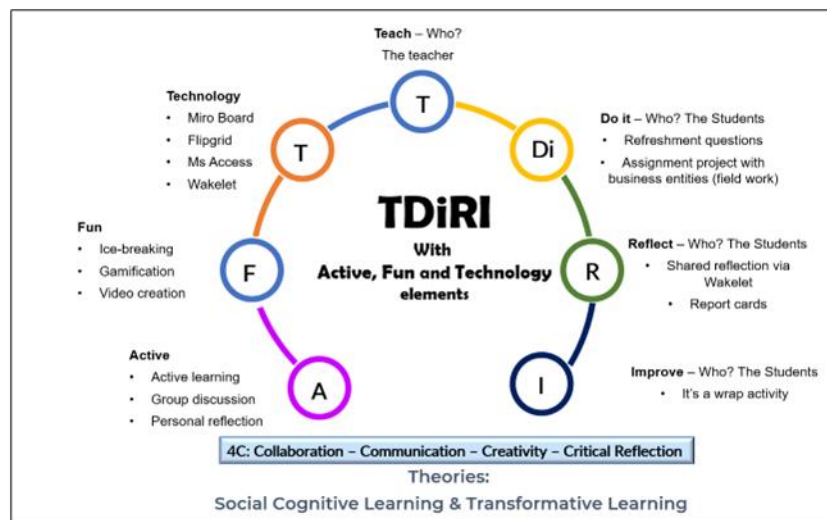 Teach – Who?
The teacher
T
Technology
• Miro Board
• Flipgrid
• Ms Access
• Wakelet
T
Di
Do it – Who? The Students
• Refreshment questions
• Assignment project with
business entities (field work)
TDiRI
With
Active, Fun and Technology
elements
Fun
• Ice-breaking
• Gamification
• Video creation
F
R
Reflect – Who? The Students
• Shared reflection via
Wakelet
• Report cards
Active
• Active learning
• Group discussion
• Personal reflection
A
I
Improve – Who? The Students
• It's a wrap activity
4C: Collaboration – Communication – Creativity – Critical Reflection
Theories:
Social Cognitive Learning & Transformative Learning